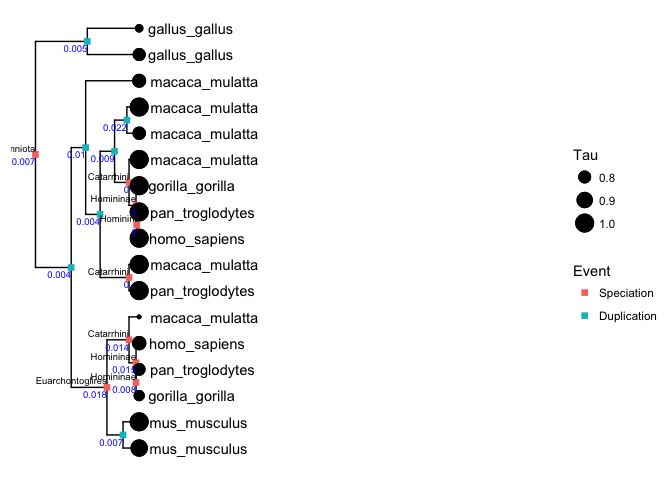 gallus_gallus
0.005
gallus_gallus
macaca_mulatta
macaca_mulatta
0.022
macaca_mulatta
nniota
0.007
0.01
0.009
macaca_mulatta
Catarrhini
gorilla_gorilla
Homininae
pan_troglodytes
0.004
Hominini
homo_sapiens
macaca_mulatta
0.004
Catarrhini
pan_troglodytes
macaca_mulatta
Catarrhini
homo_sapiens
0.014
Homininae
pan_troglodytes
Euarchontoglires
Homininae
0.008
0.018
gorilla_gorilla
mus_musculus
0.007
mus_musculus
Tau
0.8
0.9
1.0
Event
Speciation
Duplication